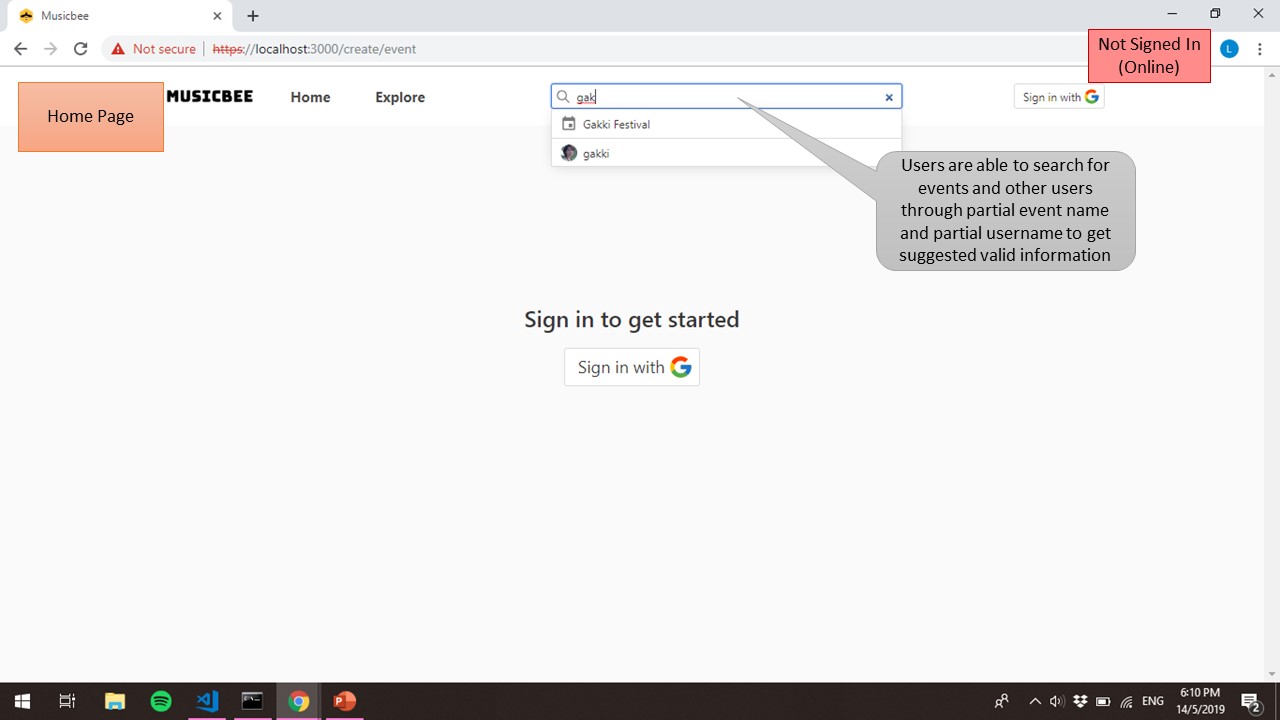 Musicbee
Not secure | https://localhost:3000/create/event
L
Not Signed In
(Online)
Home Page
MUSICBEE
Home
Explore
gak
Sign in with G
Gakki Festival
gakki
Users are able to search for
events and other users
through partial event name
and partial username to get
suggested valid information
Sign in to get started
Sign in with G
ENG
6:10 PM
14/5/2019
2